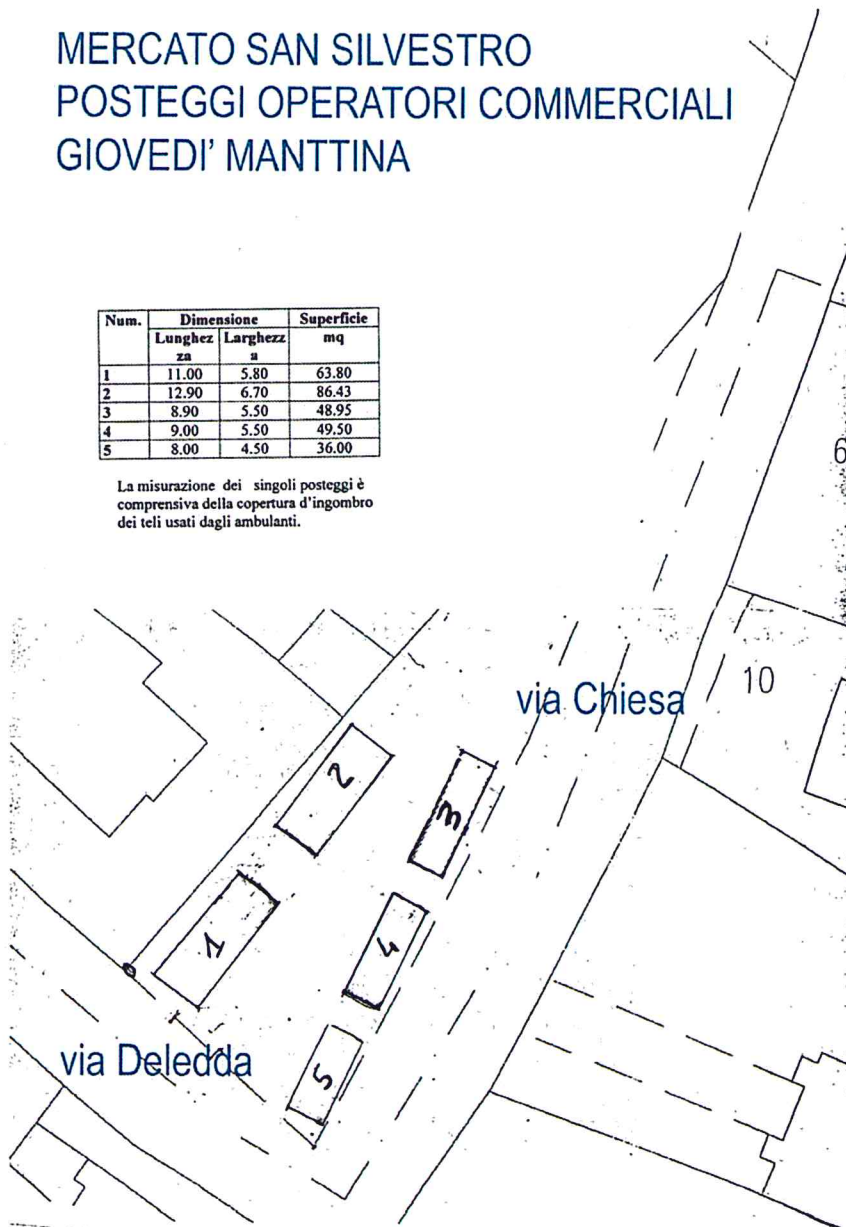 MERCATO SAN SILVESTRO
POSTEGGI OPERATORI COMMERCIALI
GIOVEDI' MANTTINA
Num. Dimensione Superficie
Lunghez Larghezz mq
za a
1 11.00 5.80 63.80
2 12.90 6.70 86.43
3 8.90 5.50 48.95
4 9.00 5.50 49.50
5 8.00 4.50 36.00
La misurazione dei singoli posteggi è
comprensiva della copertura d'ingombro
dei teli usati dagli ambulanti.
6
10
via Chiesa
2
3
1
4
via Deledda
5